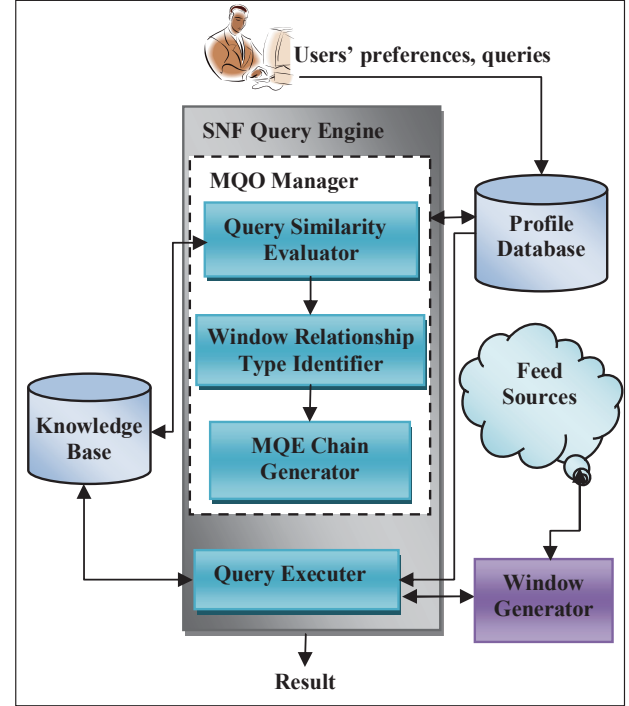 Users' preferences, queries
SNF Query Engine
MQO Manager
Query Similarity
Evaluator
Profile
Database
Window Relationship
Type Identifier
Feed
Sources
Knowledge
Base
MQE Chain
Generator
Query Executer
Window
Generator
Result